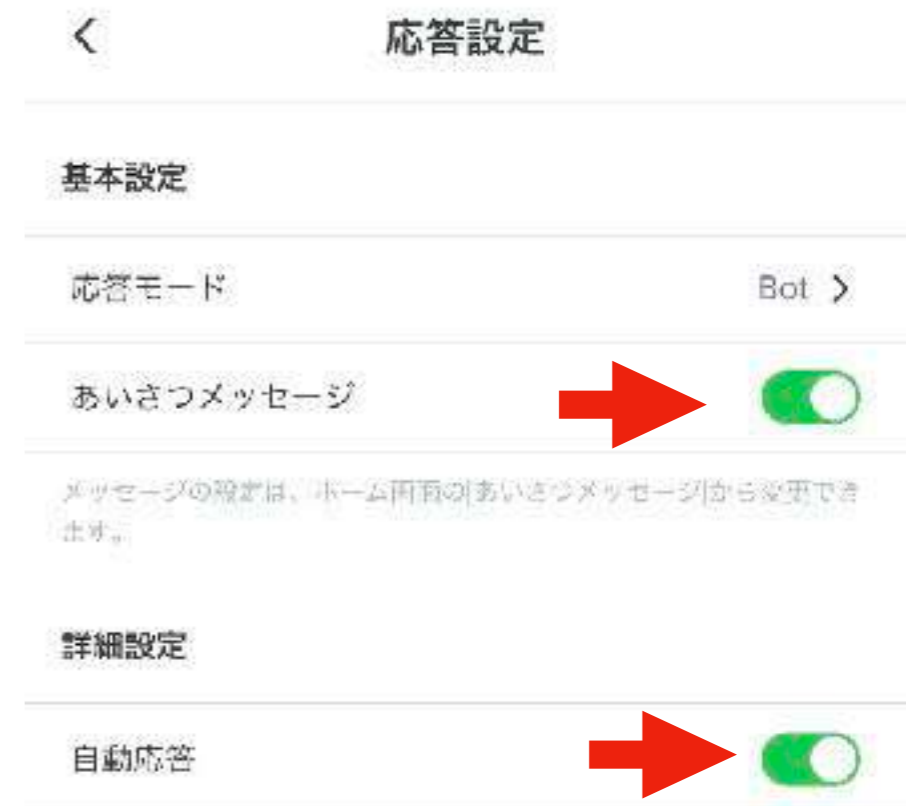 応答設定
基本設定
応答モード Bot
あいさつメッセージ
メッセージの設定は、ホーム画面の[あいさつメッセージ]から変更でき
ます。
詳細設定
自動応答